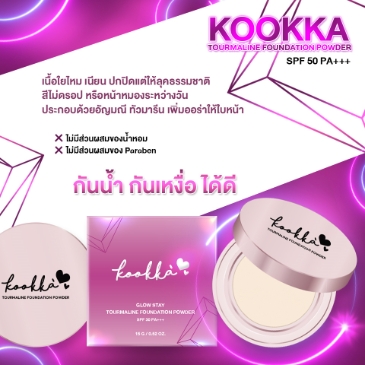 KOOKKA
TOURMALINE FOUNDATION POWDER
SPF 50 PA+++
เนื้อใยไหม เนียน ปกปิดแต่ให้ลุคธรรมชาติ
สีไม่ดรอป หรือหน้าหมองระหว่างวัน
ประกอบด้วยอัญมณี ทัวมารีน เพิ่มออร่าให้ใบหน้า
ไม่มีส่วนผสมของน้ำหอม
ไม่มีส่วนผสมของ Paraben
กันน้ำ กันเหงื่อ ได้ดี
kookka
TOURMALINE FOUNDATION POWDER
kookka
GLOW STAY
TOURMALINE FOUNDATION POWDER
SPF 50 PA+++
kookka
TOURMALINE FOUNDATION POWDER